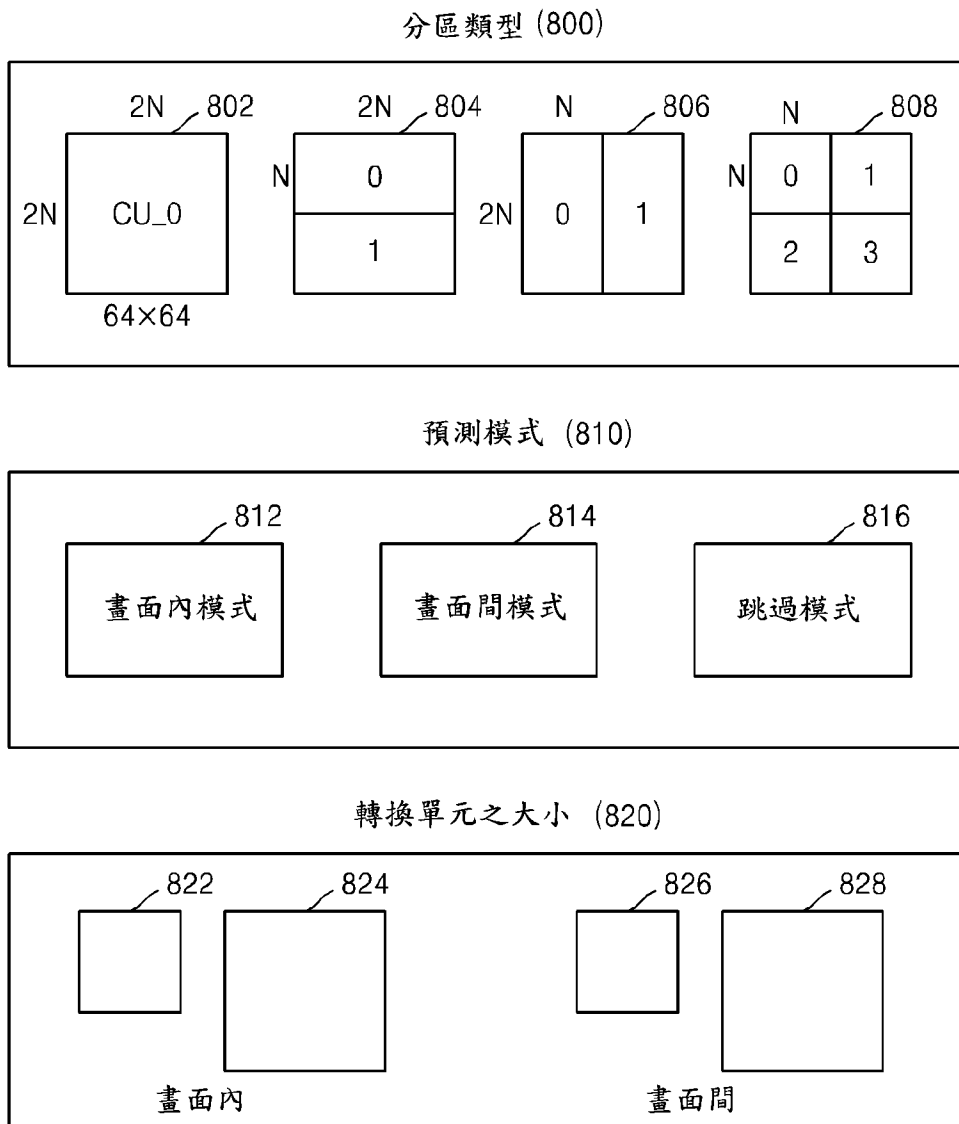 分區類型 (800)
2N 802 2N 804 N 806 N 808
2N CU_0 N 0 1 2N 0 1 N 0 1 2 3
64×64
預測模式 (810)
812 814 816
畫面內模式 畫面間模式 跳過模式
轉換單元之大小 (820)
822 824 826 828
畫面內 畫面間